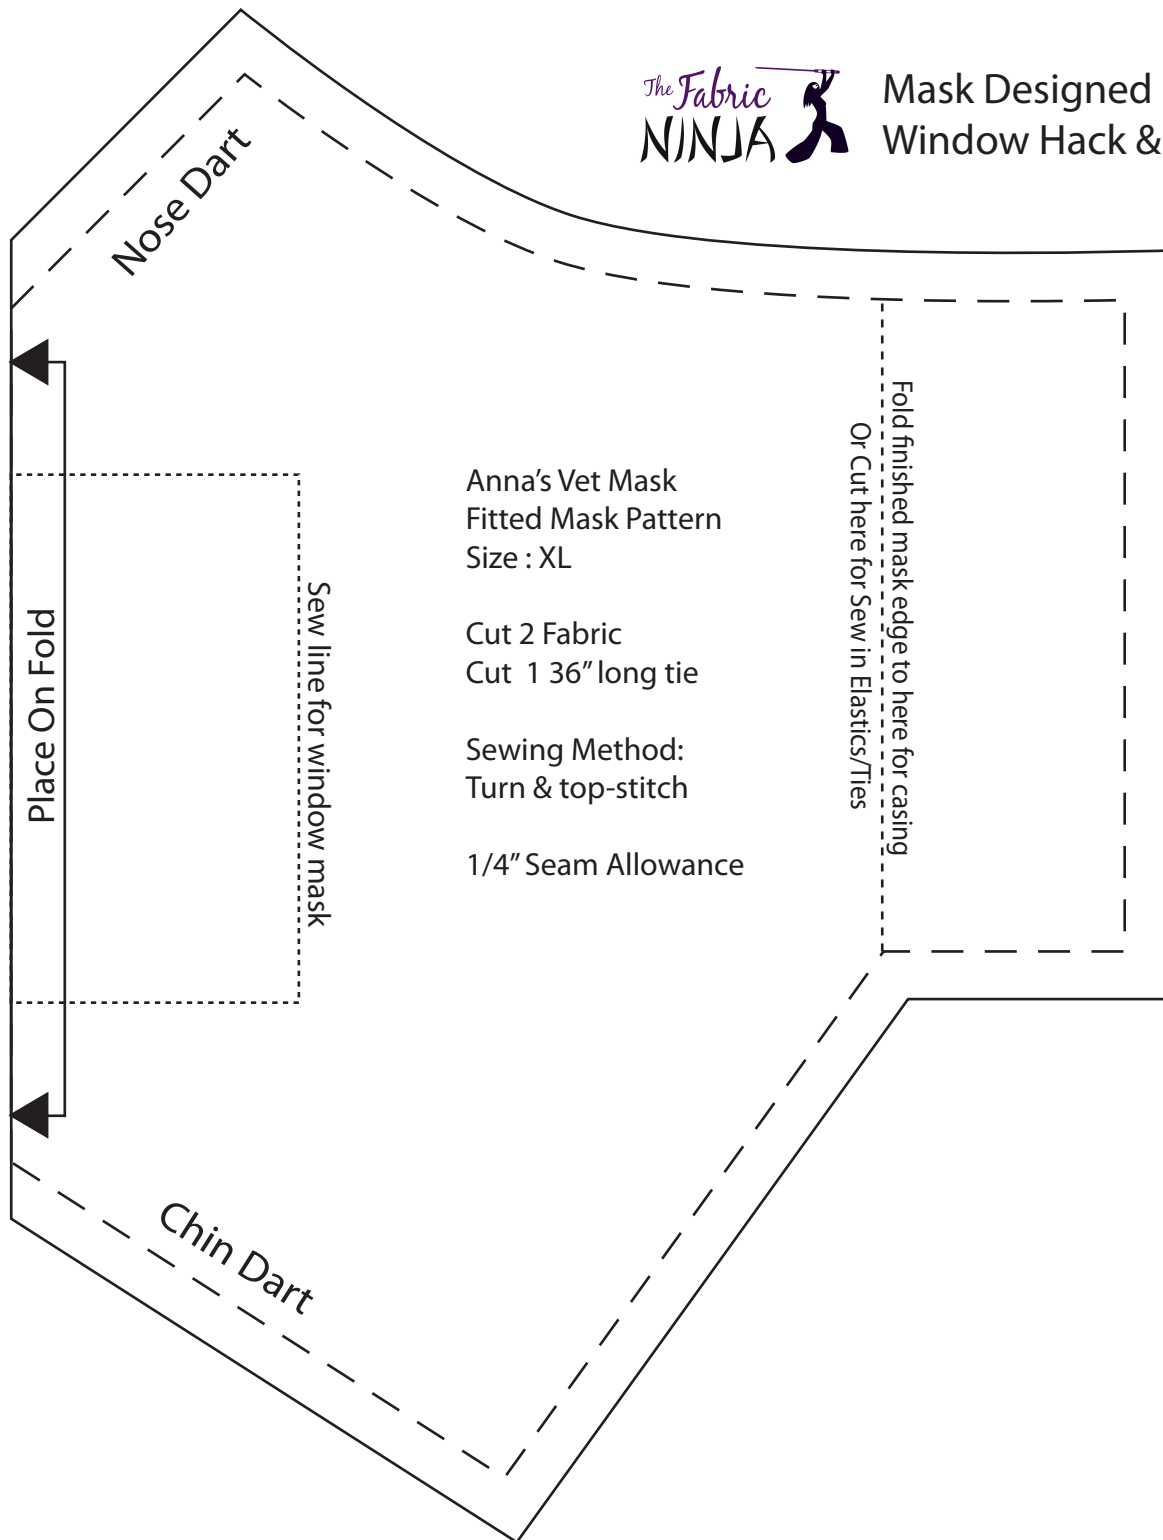 The Fabric
NINJA
Mask Designed
Window Hack &
Nose Dart
Place On Fold
Sew line for window mask
Anna's Vet Mask
Fitted Mask Pattern
Size : XL
Cut 2 Fabric
Cut  1 36" long tie
Sewing Method:
Turn & top-stitch
1/4" Seam Allowance
Fold finished mask edge to here for casing
Or Cut here for Sew in Elastics/Ties
Chin Dart